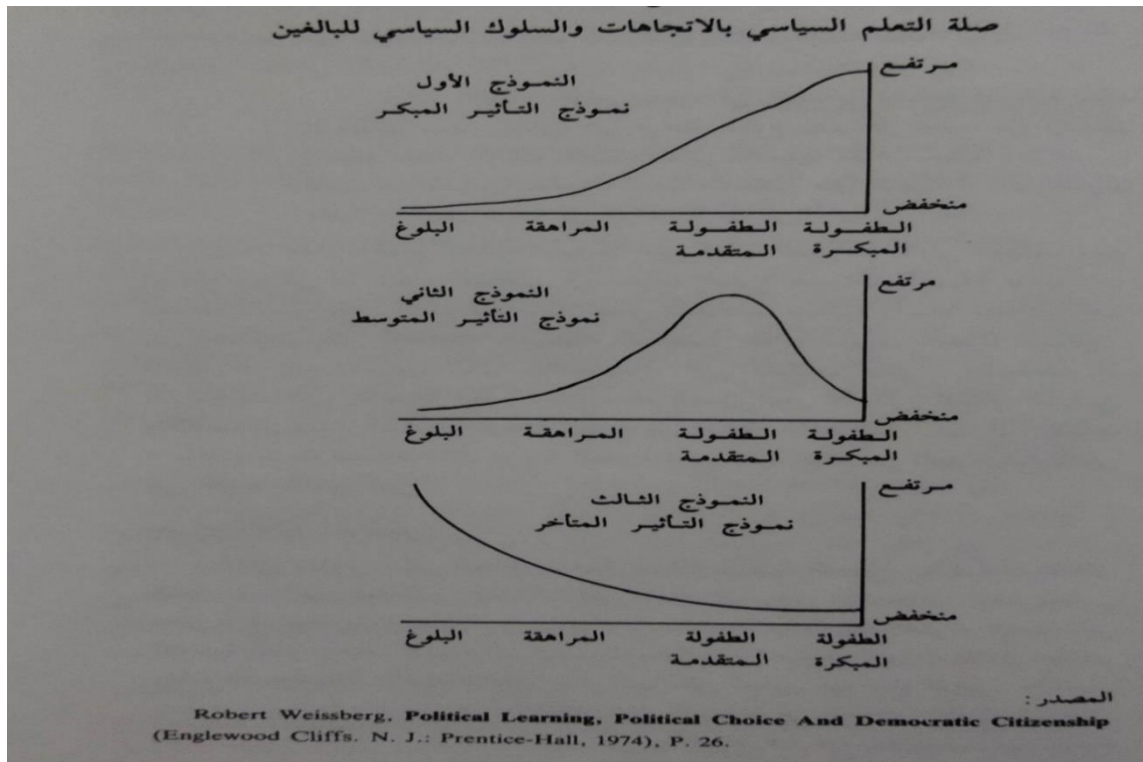 صلة التعلم السياسي بالاتجاهات والسلوك السياسي للبالغين
مرتفع
النموذج الأول
نموذج التأثير المبكر
منخفض
الطفولة المبكرة
الطفولة المتقدمة
المراهقة
البلوغ
مرتفع
النموذج الثاني
نموذج التأثير المتوسط
منخفض
الطفولة المبكرة
الطفولة المتقدمة
المراهقة
البلوغ
مرتفع
النموذج الثالث
نموذج التأثير المتأخر
منخفض
الطفولة المبكرة
الطفولة المتقدمة
المراهقة
البلوغ
المصدر :
Robert Weissberg, Political Learning, Political Choice And Democratic Citizenship
(Englewood Cliffs. N. J.: Prentice-Hall, 1974), P. 26.